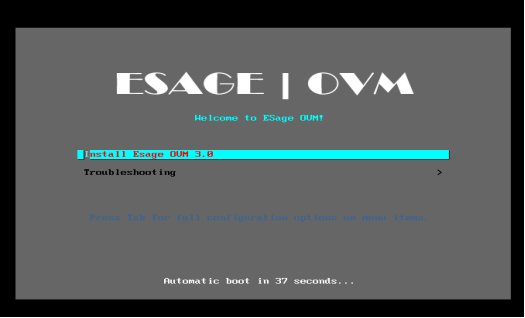 ESAGE | OVM
Welcome to ESage OVM!
Install Esage OVM 3.0
Troubleshooting >
Press Tab for full configuration options on menu items.
Automatic boot in 37 seconds...